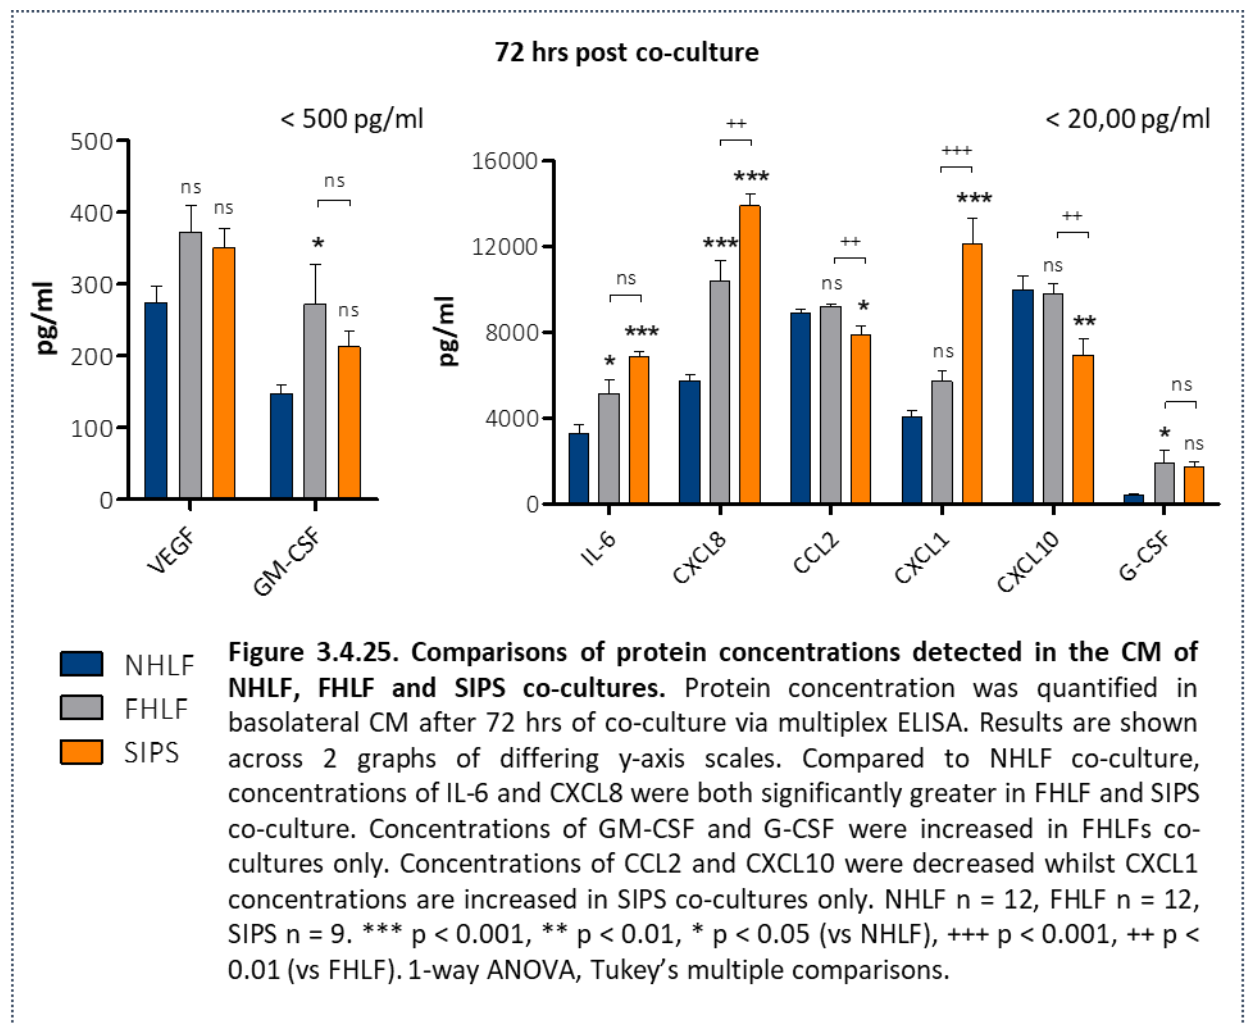 72 hrs post co-culture
< 500 pg/ml
500
400
300
200
100
0
pg/ml
ns
ns
*
ns
ns
VEGF
GM-CSF
< 20,00 pg/ml
16000
12000
8000
4000
0
pg/ml
*
***
ns
***
***
++
ns
*
++
ns
***
+++
ns
**
++
*
ns
ns
IL-6
CXCL8
CCL2
CXCL1
CXCL10
G-CSF
NHLF
FHLF
SIPS
Figure 3.4.25. Comparisons of protein concentrations detected in the CM of
NHLF, FHLF and SIPS co-cultures. Protein concentration was quantified in
basolateral CM after 72 hrs of co-culture via multiplex ELISA. Results are shown
across 2 graphs of differing y-axis scales. Compared to NHLF co-culture,
concentrations of IL-6 and CXCL8 were both significantly greater in FHLF and SIPS
co-culture. Concentrations of GM-CSF and G-CSF were increased in FHLFs co-
cultures only. Concentrations of CCL2 and CXCL10 were decreased whilst CXCL1
concentrations are increased in SIPS co-cultures only. NHLF n = 12, FHLF n = 12,
SIPS n = 9. *** p < 0.001, ** p < 0.01, * p < 0.05 (vs NHLF), +++ p < 0.001, ++ p <
0.01 (vs FHLF). 1-way ANOVA, Tukey’s multiple comparisons.